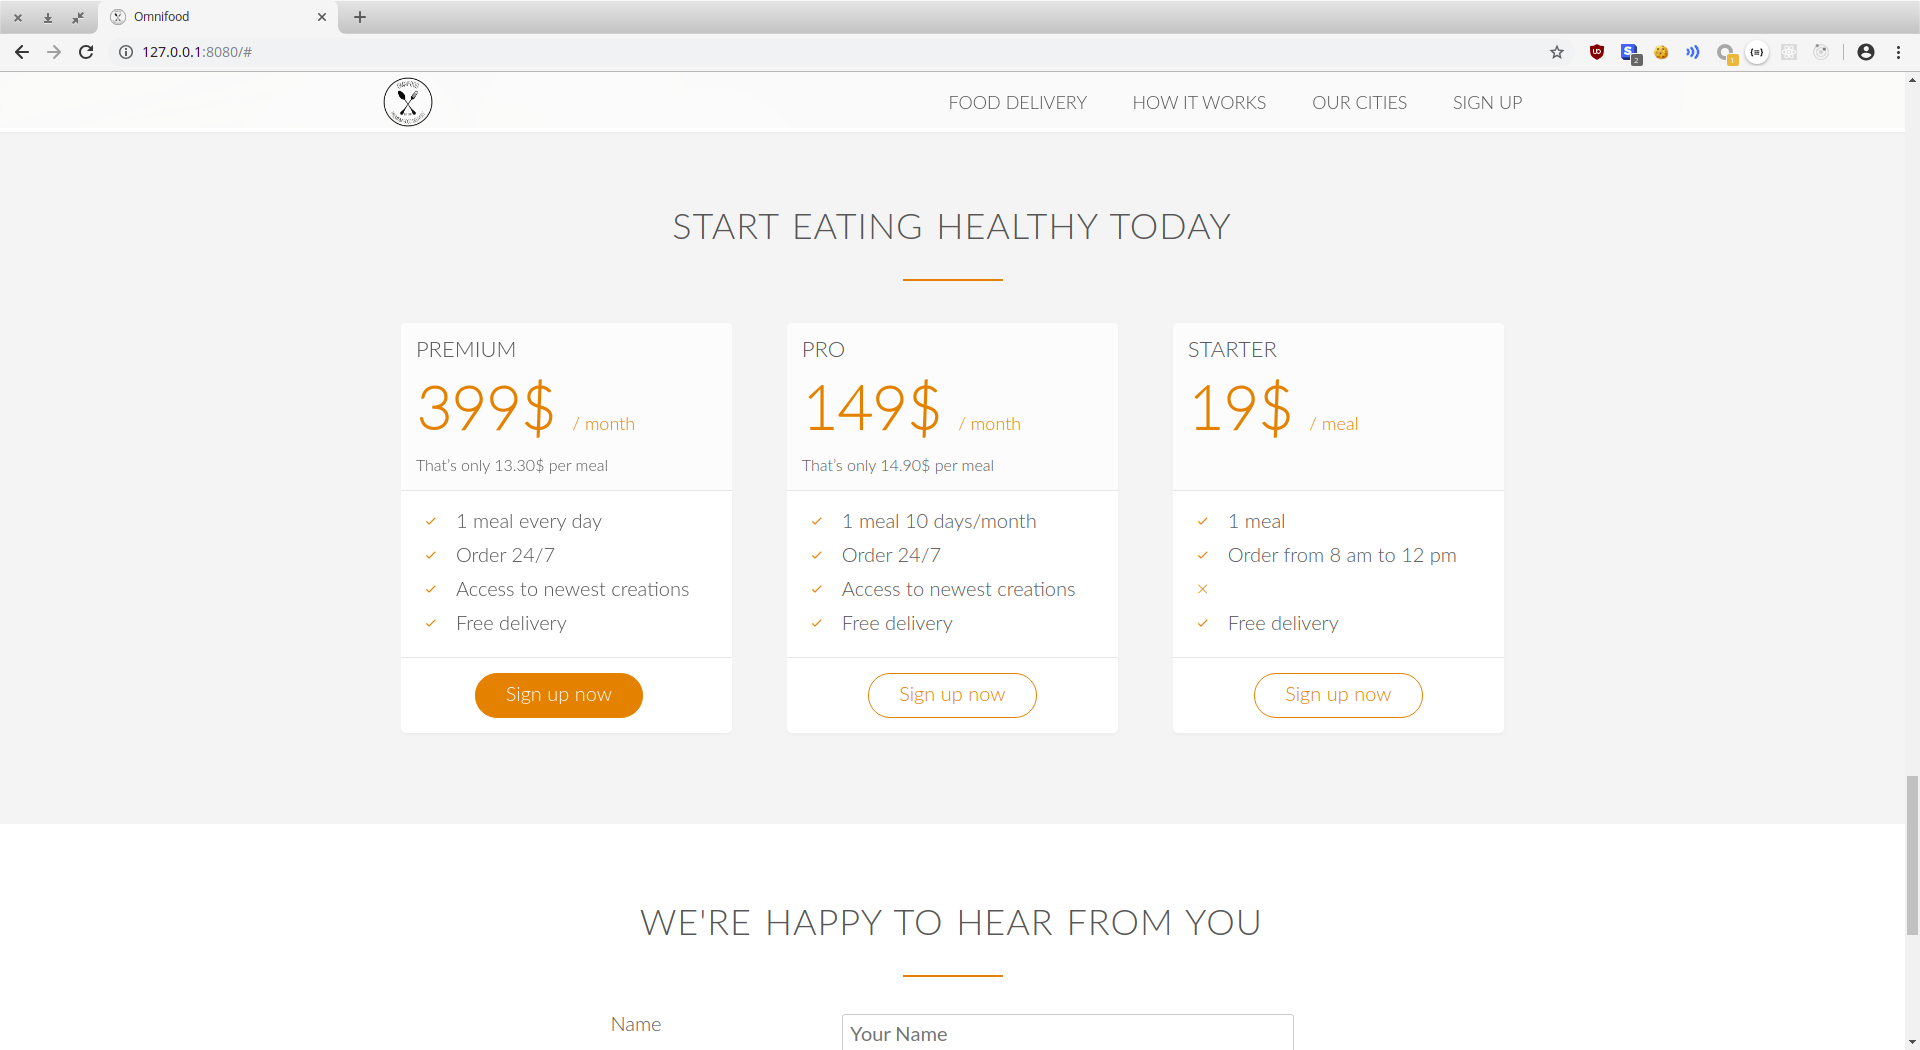 Omnifood
127.0.0.1:8080/#
2
1
FOOD DELIVERY HOW IT WORKS OUR CITIES SIGN UP
START EATING HEALTHY TODAY
PREMIUM
399$ / month
That's only 13.30$ per meal
1 meal every day
Order 24/7
Access to newest creations
Free delivery
Sign up now
PRO
149$ / month
That's only 14.90$ per meal
1 meal 10 days/month
Order 24/7
Access to newest creations
Free delivery
Sign up now
STARTER
19$ / meal
1 meal
Order from 8 am to 12 pm
Free delivery
Sign up now
WE'RE HAPPY TO HEAR FROM YOU
Name
Your Name